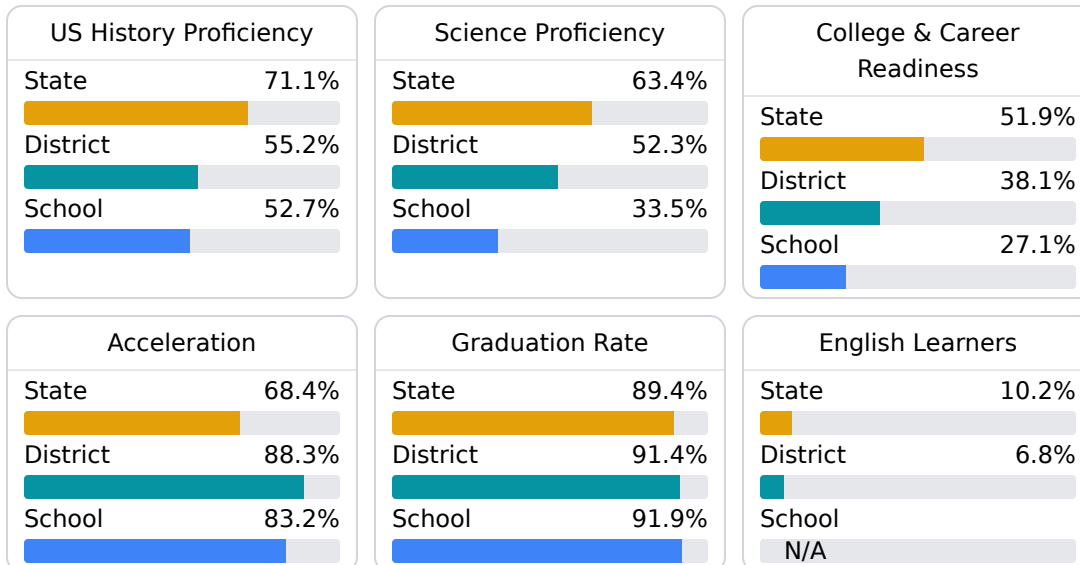 US History Proficiency
State 71.1%
District 55.2%
School 52.7%
Science Proficiency
State 63.4%
District 52.3%
School 33.5%
College & Career
Readiness
State 51.9%
District 38.1%
School 27.1%
Acceleration
State 68.4%
District 88.3%
School 83.2%
Graduation Rate
State 89.4%
District 91.4%
School 91.9%
English Learners
State 10.2%
District 6.8%
School
N/A